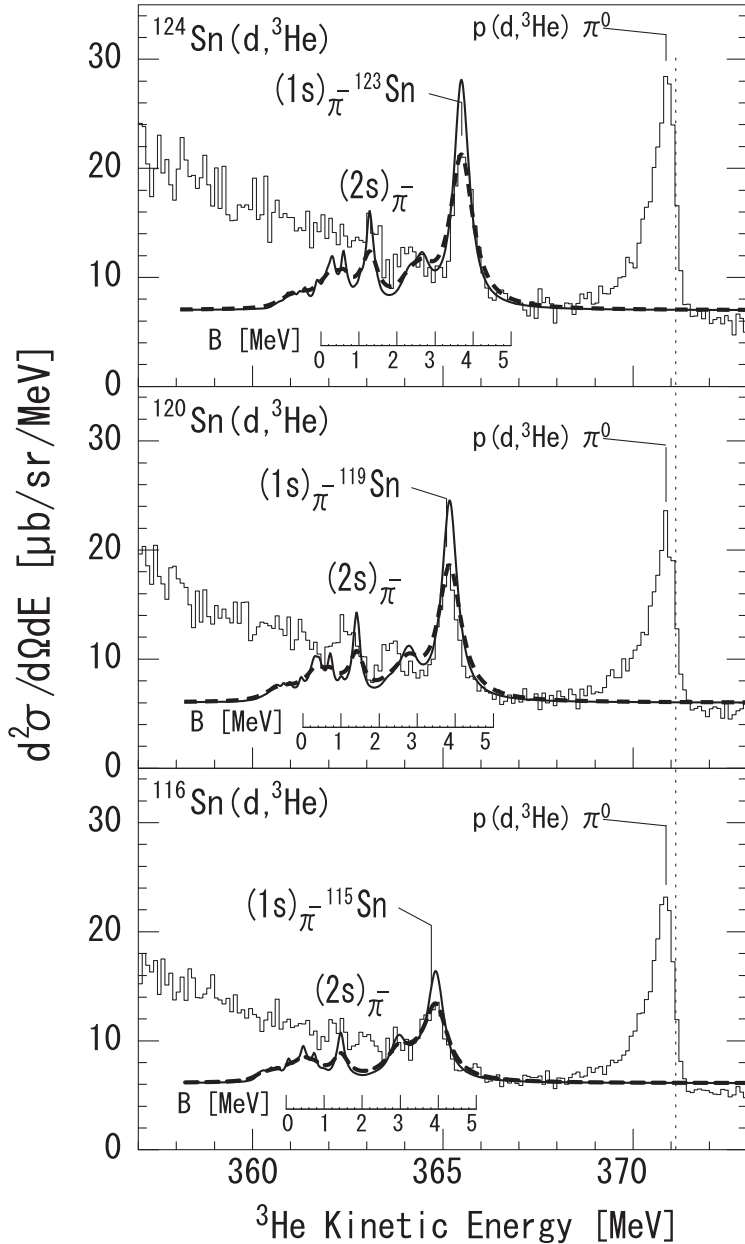 ¹²⁴Sn(d,³He)
p(d,³He) π⁰
(1s)π⁻¹²³Sn
(2s)π⁻
30
20
10
0
B [MeV]
0 1 2 3 4 5
¹²⁰Sn(d,³He)
p(d,³He) π⁰
(1s)π⁻¹¹⁹Sn
(2s)π⁻
30
20
10
0
B [MeV]
0 1 2 3 4 5
¹¹⁶Sn(d,³He)
p(d,³He) π⁰
(1s)π⁻¹¹⁵Sn
(2s)π⁻
30
20
10
0
B [MeV]
0 1 2 3 4 5
360 365 370
³He Kinetic Energy [MeV]
d²σ/dΩdE [μb/sr/MeV]